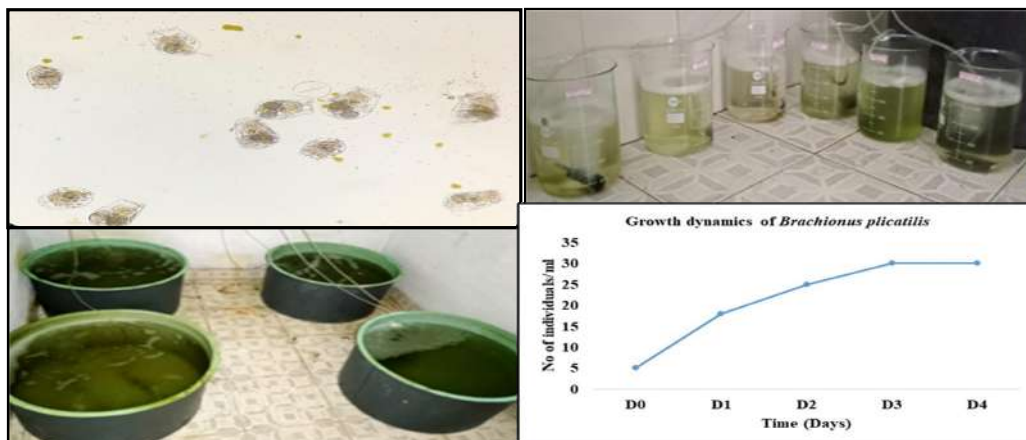 Growth dynamics of Brachionus plicatilis
No of individuals/ml
35
30
25
20
15
10
5
0
D0 D1 D2 D3 D4
Time (Days)